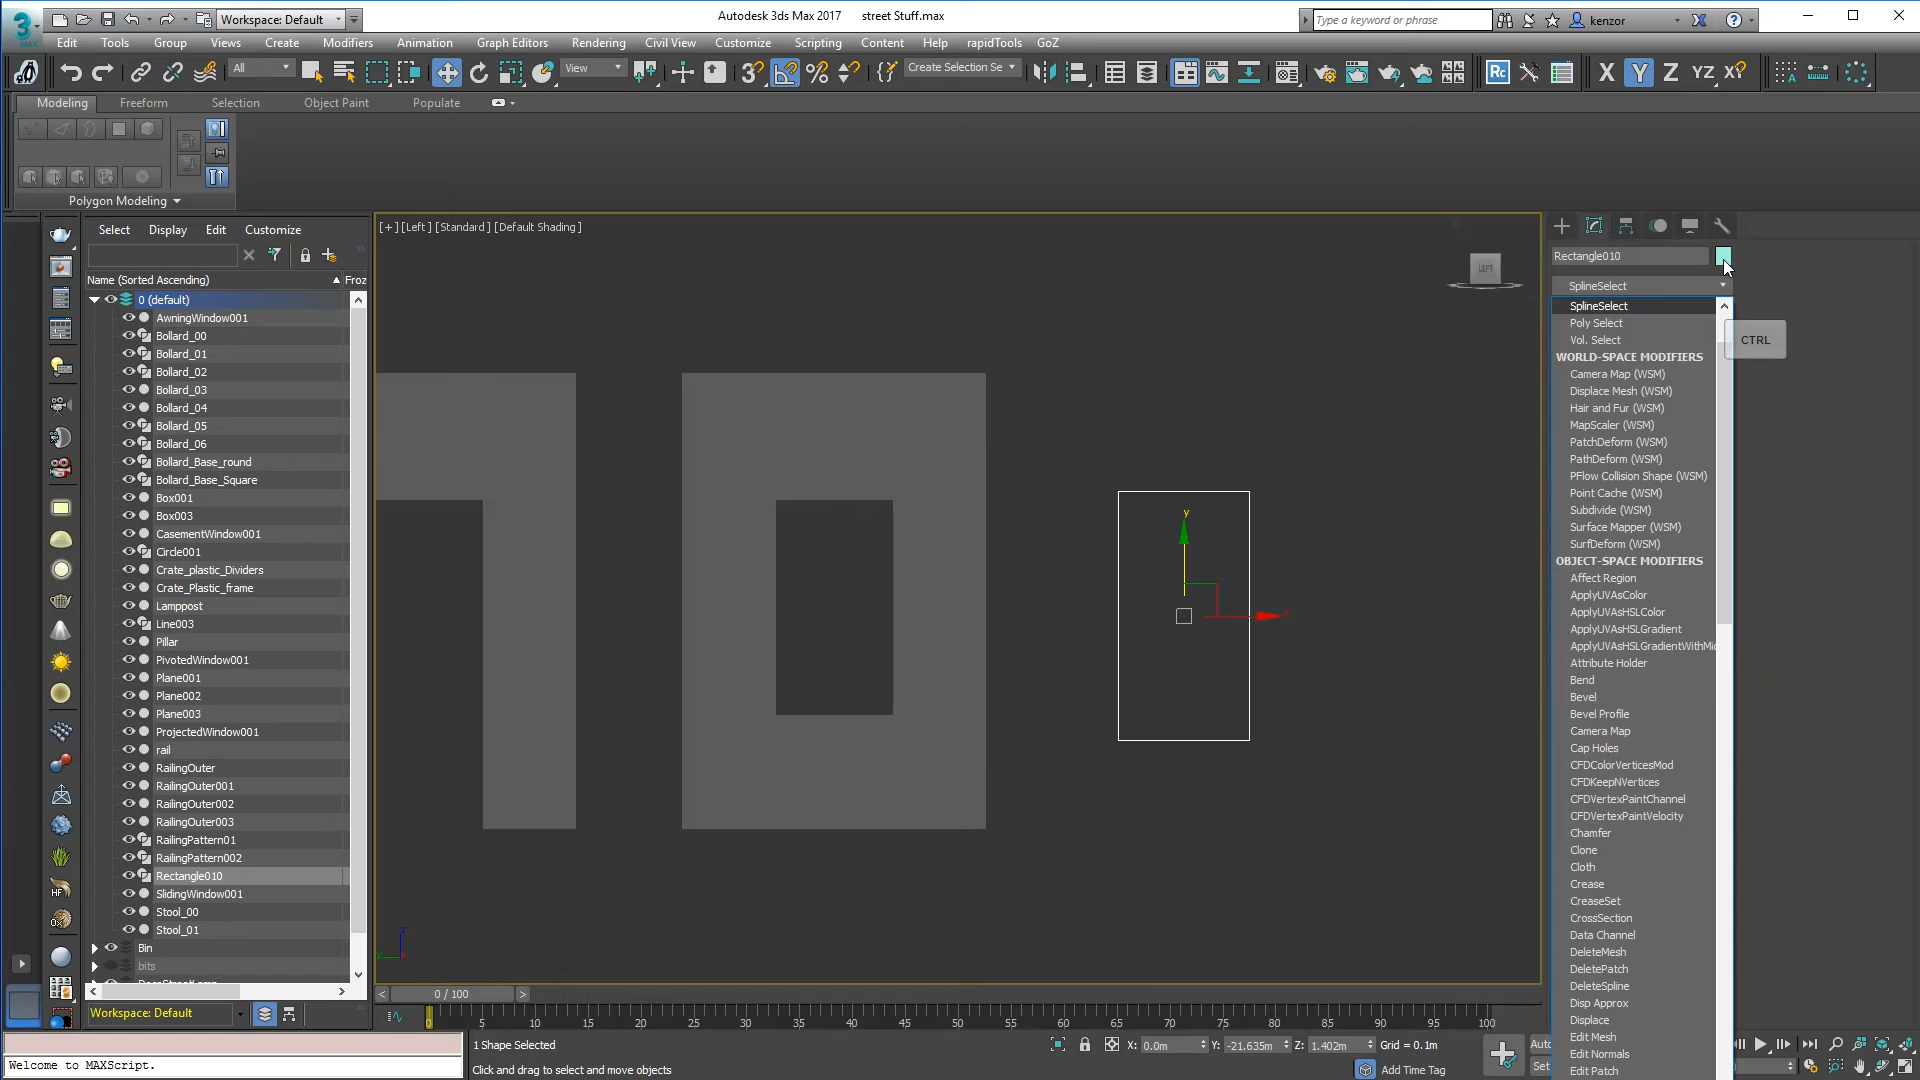 Workspace: Default
Autodesk 3ds Max 2017 street Stuff.max
Type a keyword or phrase
kenzor
MAX
Edit Tools Group Views Create Modifiers Animation Graph Editors Rendering Civil View Customize Scripting Content Help rapidTools GoZ
All
View
Create Selection Se
Rc
X Y Z YZ
Modeling Freeform Selection Object Paint Populate
Polygon Modeling
Select Display Edit Customize
Name (Sorted Ascending) Froz
0 (default)
AwningWindow001
Bollard_00
Bollard_01
Bollard_02
Bollard_03
Bollard_04
Bollard_05
Bollard_06
Bollard_Base_round
Bollard_Base_Square
Box001
Box003
CasementWindow001
Circle001
Crate_plastic_Dividers
Crate_Plastic_frame
Lamppost
Line003
Pillar
PivotedWindow001
Plane001
Plane002
Plane003
ProjectedWindow001
rail
RailingOuter
RailingOuter001
RailingOuter002
RailingOuter003
RailingPattern01
RailingPattern002
Rectangle010
SlidingWindow001
Stool_00
Stool_01
Bin
bits
Workspace: Default
[+] [Left] [Standard] [Default Shading]
LEFT
y
0 / 100
0 5 10 15 20 25 30 35 40 45 50 55 60 65 70 75 80 85 90 95 100
Rectangle010
SplineSelect
SplineSelect
Poly Select
Vol. Select
WORLD-SPACE MODIFIERS
Camera Map (WSM)
Displace Mesh (WSM)
Hair and Fur (WSM)
MapScaler (WSM)
PatchDeform (WSM)
PathDeform (WSM)
PFlow Collision Shape (WSM)
Point Cache (WSM)
Subdivide (WSM)
Surface Mapper (WSM)
SurfDeform (WSM)
OBJECT-SPACE MODIFIERS
Affect Region
ApplyUVAsColor
ApplyUVAsHSLColor
ApplyUVAsHSLGradient
ApplyUVAsHSLGradientWithMid
Attribute Holder
Bend
Bevel
Bevel Profile
Camera Map
Cap Holes
CFDColorVerticesMod
CFDKeepNVertices
CFDVertexPaintChannel
CFDVertexPaintVelocity
Chamfer
Clone
Cloth
Crease
CreaseSet
CrossSection
Data Channel
DeleteMesh
DeletePatch
DeleteSpline
Disp Approx
Displace
Edit Mesh
Edit Normals
Edit Patch
CTRL
1 Shape Selected
X: 0.0m Y: -21.635m Z: 1.402m Grid = 0.1m
Auto
Welcome to MAXScript.
Click and drag to select and move objects
Add Time Tag
Set